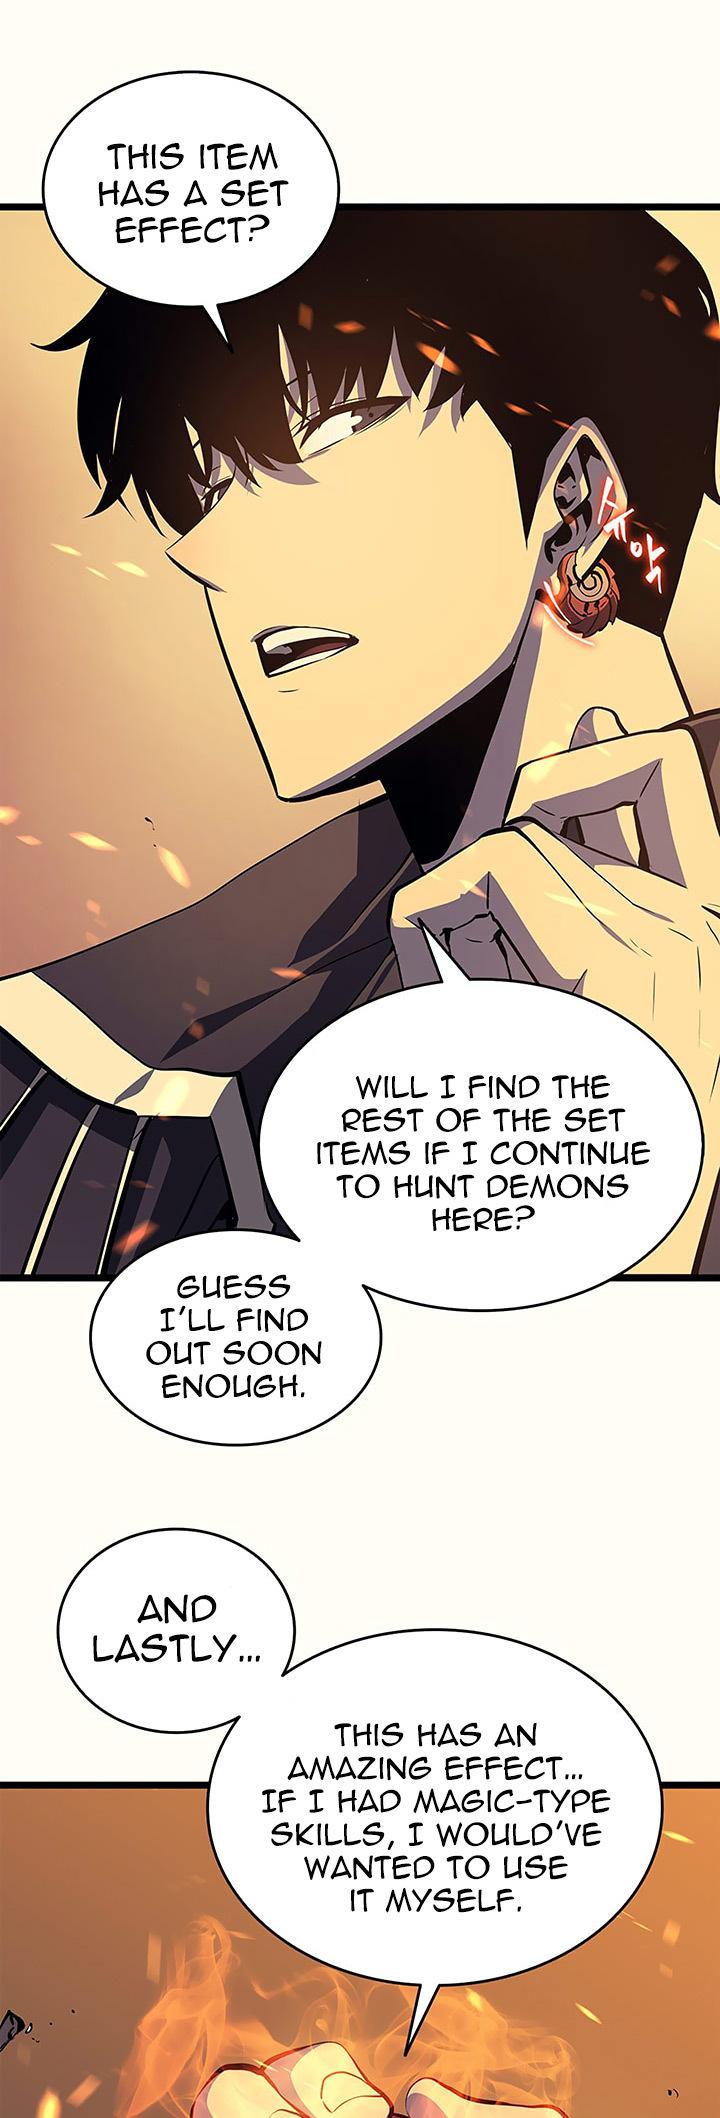 THIS ITEM
HAS A SET
EFFECT?
슈악
WILL I FIND THE
REST OF THE SET
ITEMS IF I CONTINUE
TO HUNT DEMONS
HERE?
GUESS
I'LL FIND
OUT SOON
ENOUGH.
AND
LASTLY...
THIS HAS AN
AMAZING EFFECT...
IF I HAD MAGIC-TYPE
SKILLS, I WOULD'VE
WANTED TO USE
IT MYSELF.